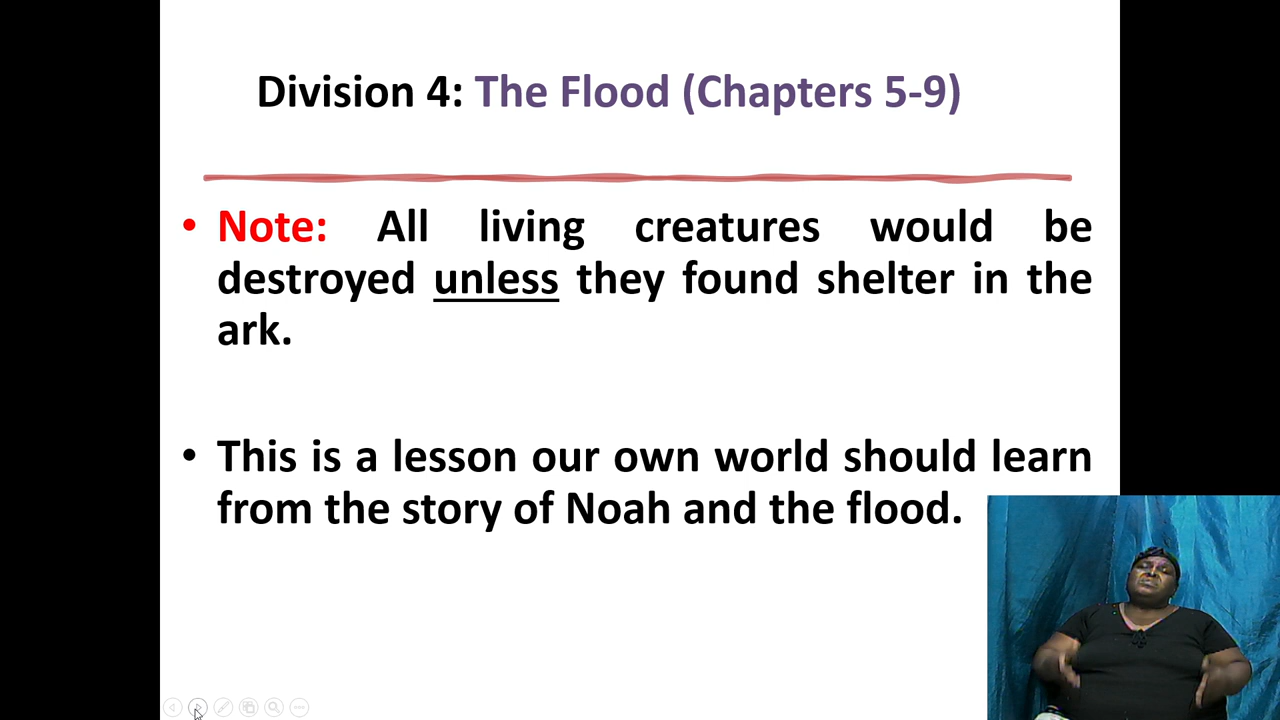 Division 4: The Flood (Chapters 5-9)
• Note: All living creatures would be
destroyed unless they found shelter in the
ark.
• This is a lesson our own world should learn
from the story of Noah and the flood.